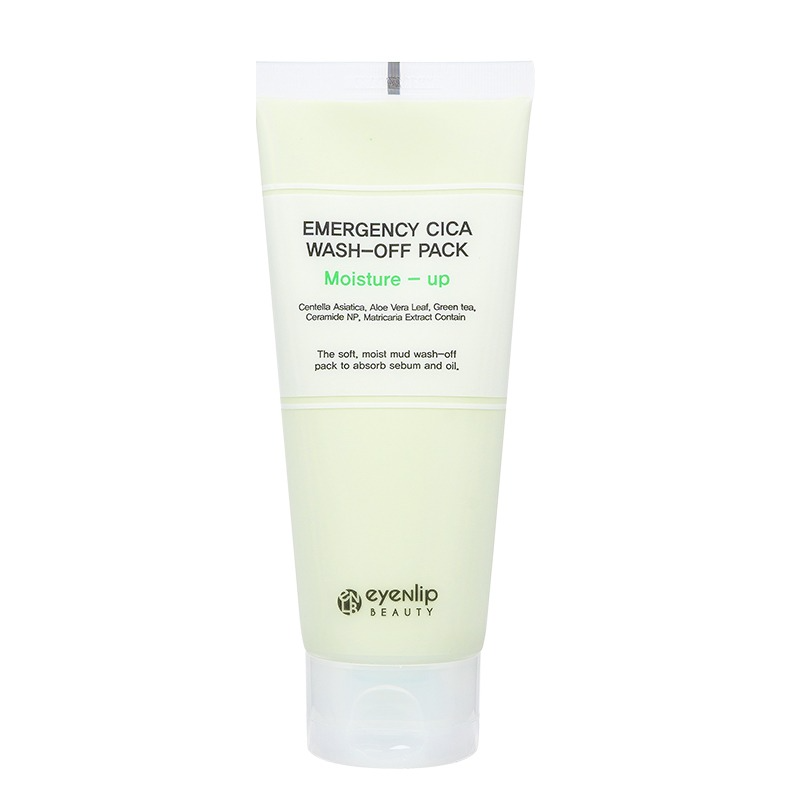 EMERGENCY CICA
WASH-OFF PACK
Moisture - up
Centella Asiatica, Aloe Vera Leaf, Green tea,
Ceramide NP, Matricaria Extract Contain
The soft, moist mud wash-off
pack to absorb sebum and oil.
eNLB eyenlip
BEAUTY